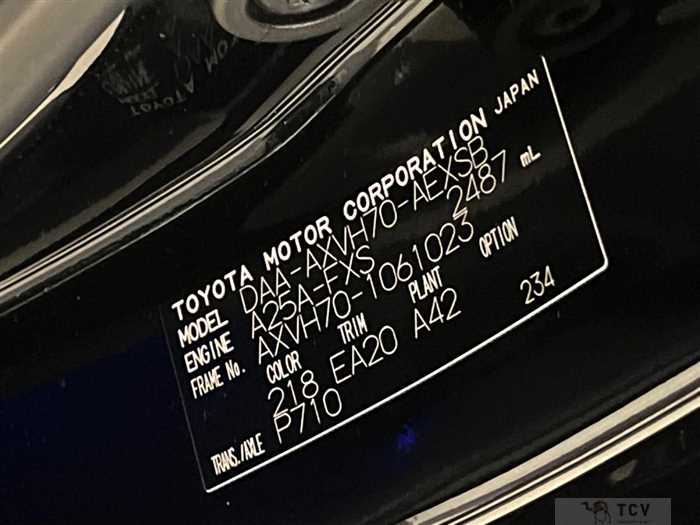 TOYOTA MOTOR CORPORATION JAPAN
MODEL DAA-AXVH70-AEXSB
ENGINE A25A-FXS 2487 mL
FRAME No. AXVH70-1061023
COLOR TRIM PLANT OPTION
218 EA20 A42 234
TRANS./AXLE P710
TCV